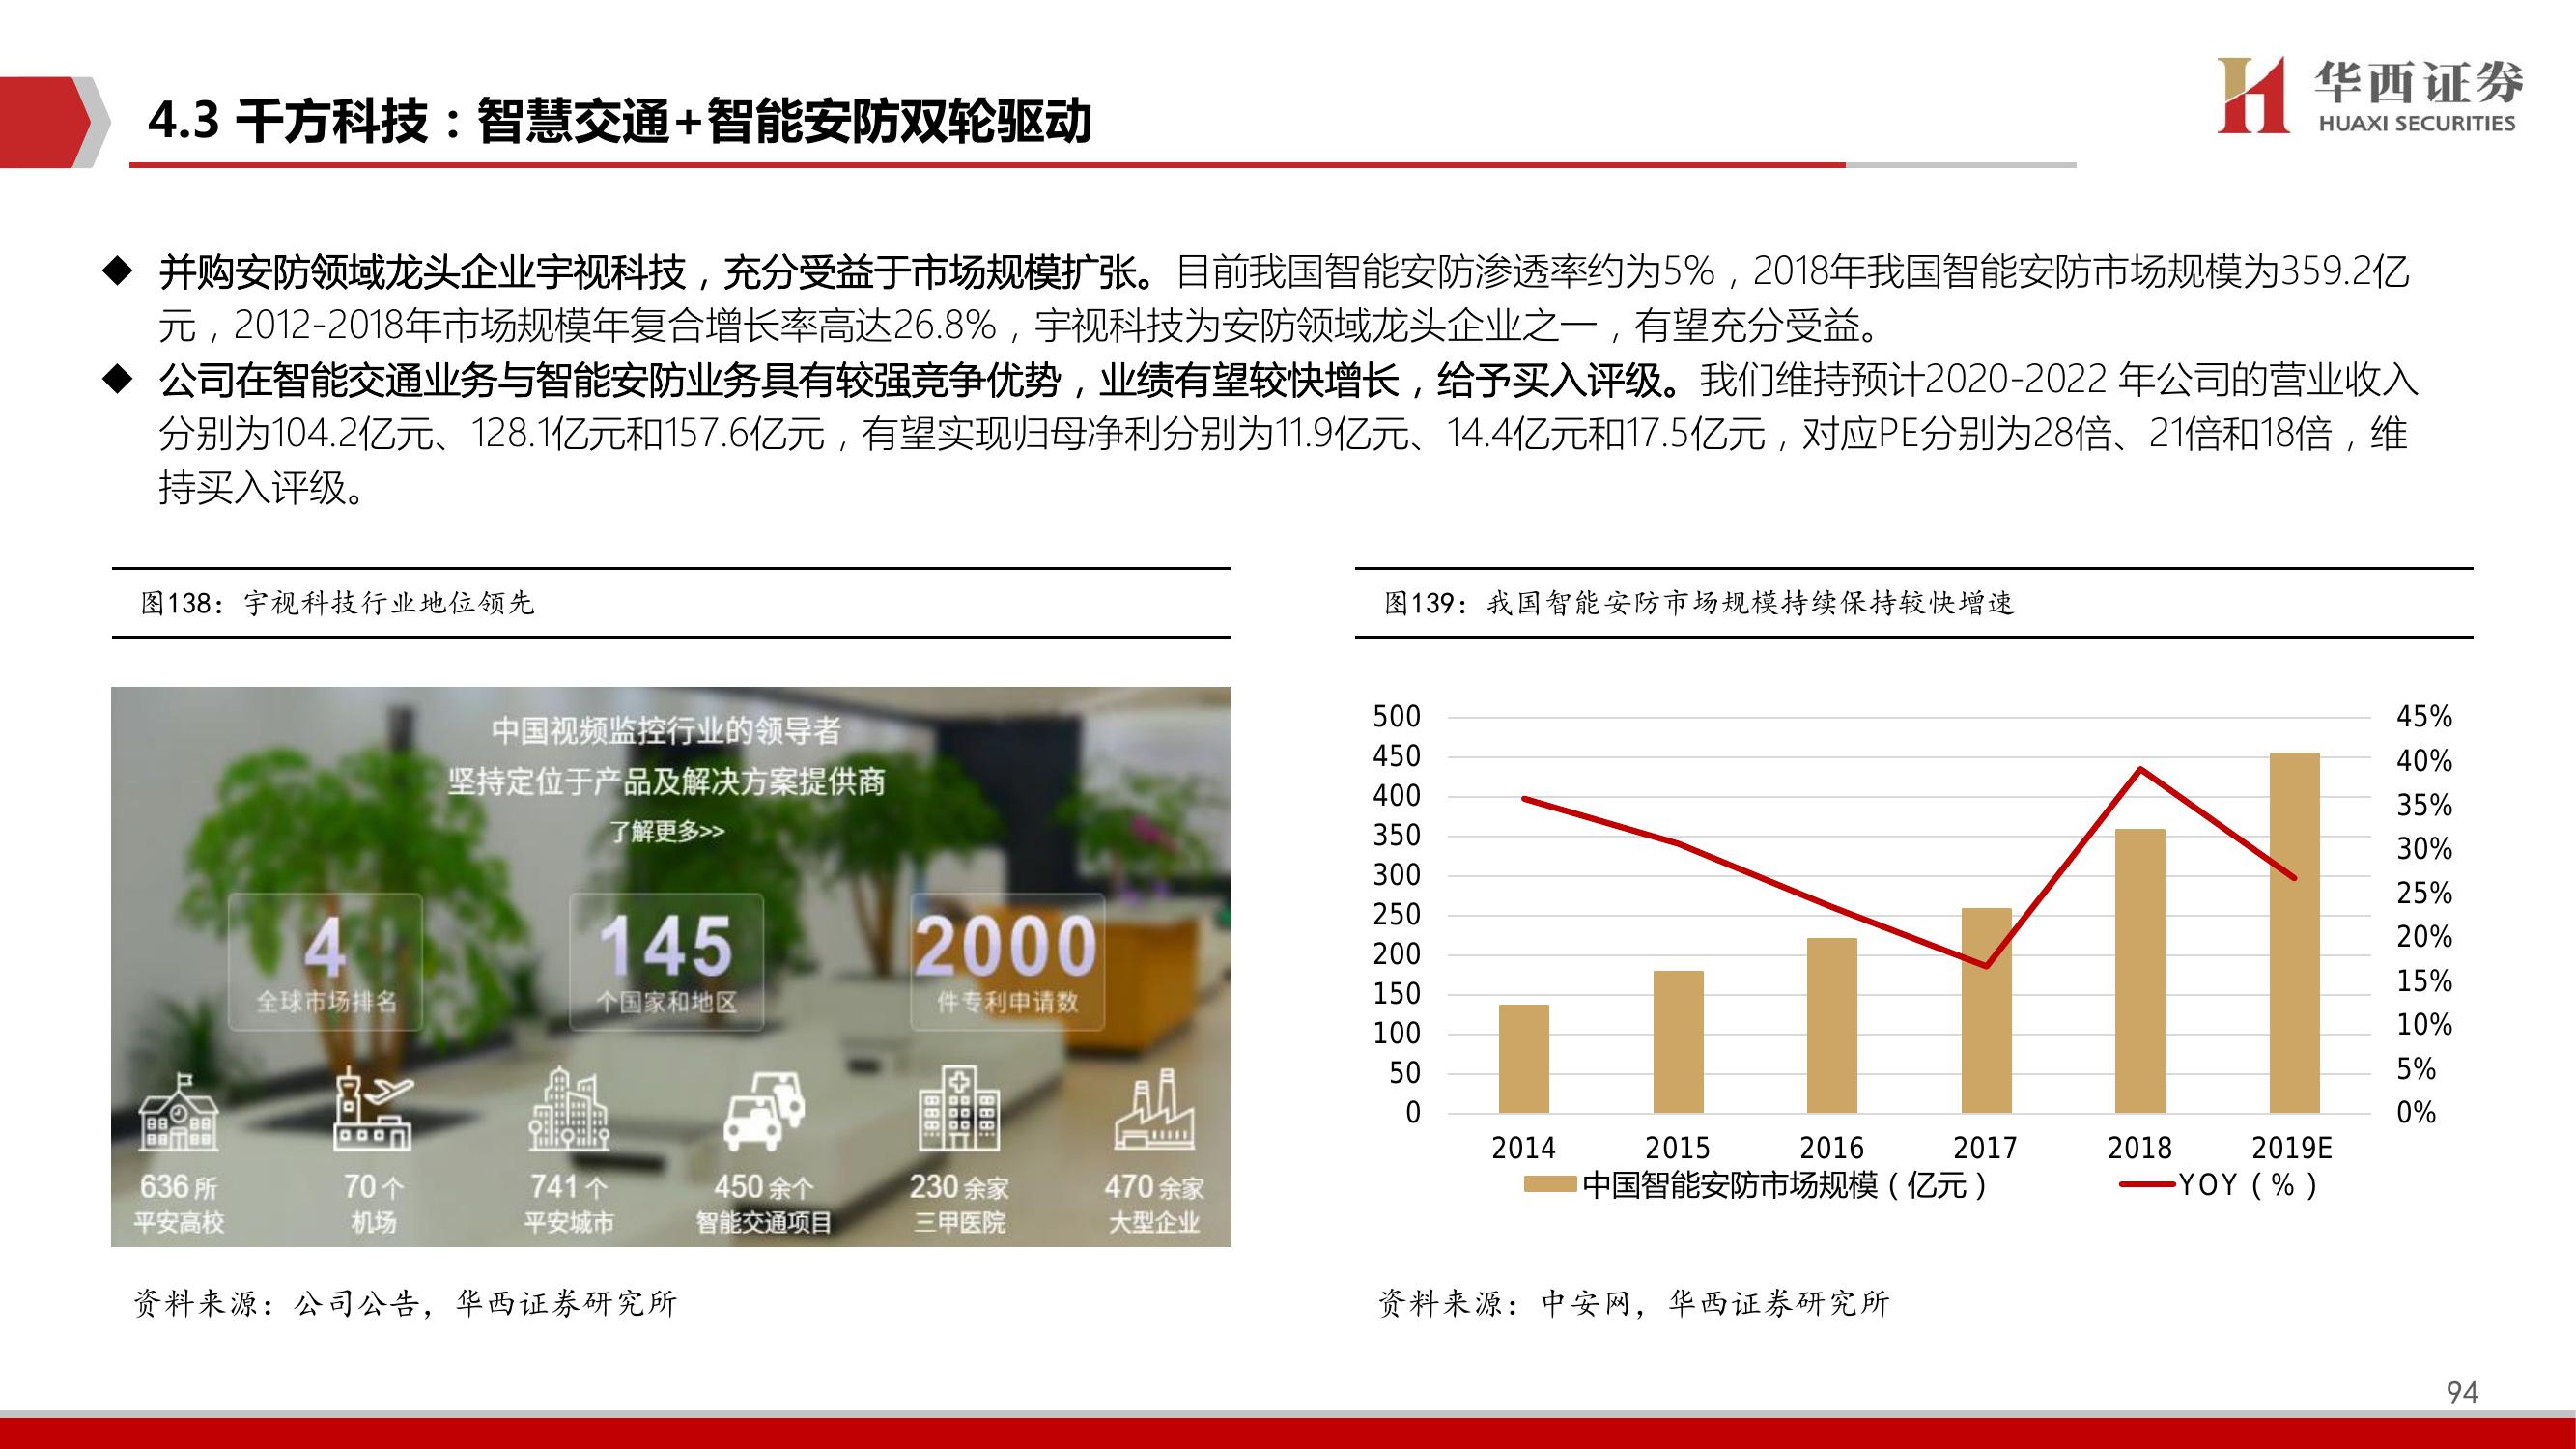 4.3 千方科技：智慧交通+智能安防双轮驱动
华西证券
HUAXI SECURITIES
◆ 并购安防领域龙头企业宇视科技，充分受益于市场规模扩张。目前我国智能安防渗透率约为5%，2018年我国智能安防市场规模为359.2亿
元，2012-2018年市场规模年复合增长率高达26.8%，宇视科技为安防领域龙头企业之一，有望充分受益。
◆ 公司在智能交通业务与智能安防业务具有较强竞争优势，业绩有望较快增长，给予买入评级。我们维持预计2020-2022 年公司的营业收入
分别为104.2亿元、128.1亿元和157.6亿元，有望实现归母净利分别为11.9亿元、14.4亿元和17.5亿元，对应PE分别为28倍、21倍和18倍，维
持买入评级。
图138：宇视科技行业地位领先
中国视频监控行业的领导者
坚持定位于产品及解决方案提供商
了解更多>>
4 145 2000
全球市场排名 个国家和地区 件专利申请数
636所 70个 741个 450余个 230余家 470余家
平安高校 机场 平安城市 智能交通项目 三甲医院 大型企业
资料来源：公司公告，华西证券研究所
图139：我国智能安防市场规模持续保持较快增速
500 45%
450 40%
400 35%
350 30%
300 25%
250 20%
200 15%
150 10%
100 5%
50 0%
0
2014 2015 2016 2017 2018 2019E
中国智能安防市场规模（亿元） YOY（%）
资料来源：中安网，华西证券研究所
94